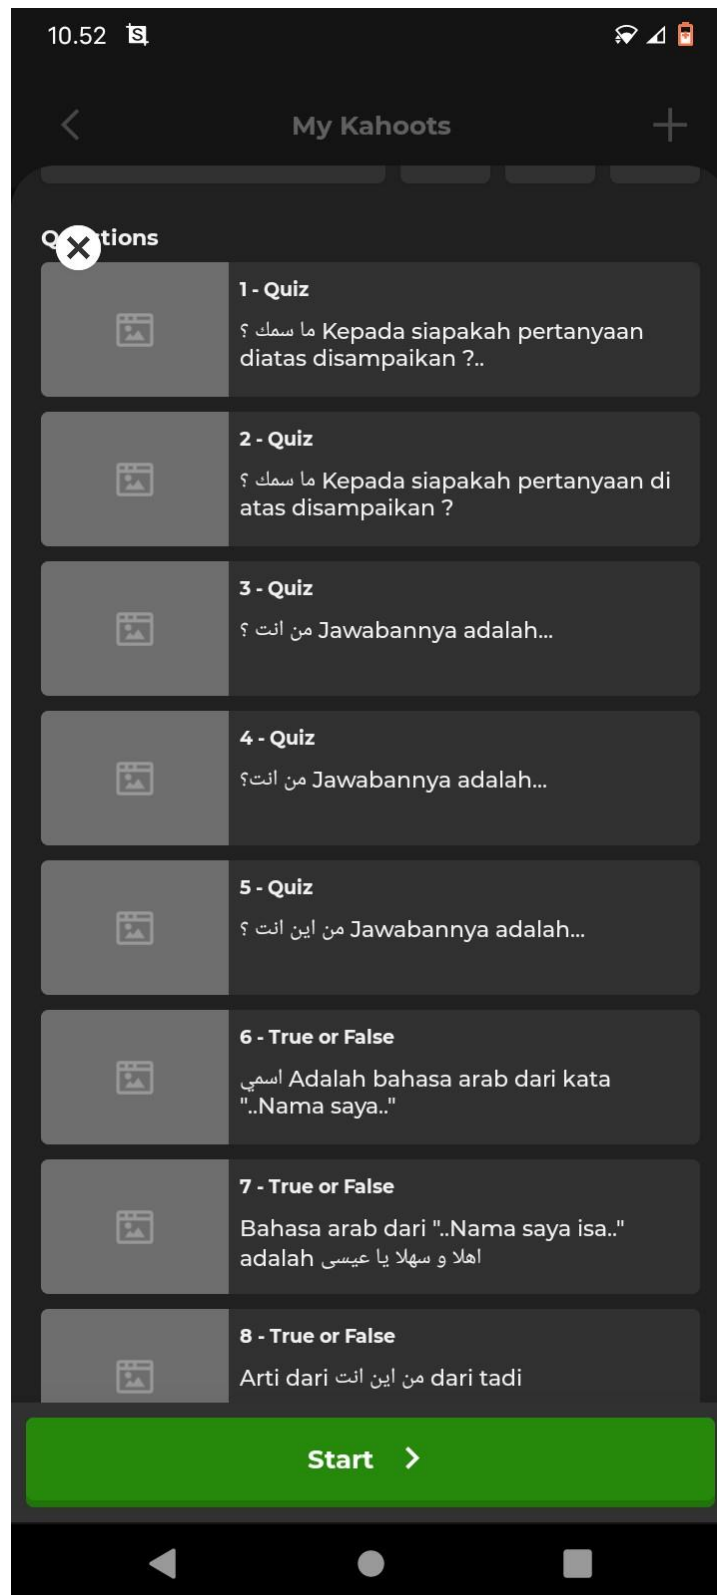 10.52
My Kahoots
Questions
1 - Quiz
ما سمك ؟ Kepada siapakah pertanyaan
diatas disampaikan ?..
2 - Quiz
ما سمك ؟ Kepada siapakah pertanyaan di
atas disampaikan ?
3 - Quiz
من انت ؟ Jawabannya adalah...
4 - Quiz
من انت؟ Jawabannya adalah...
5 - Quiz
من اين انت ؟ Jawabannya adalah...
6 - True or False
اسمي Adalah bahasa arab dari kata
"..Nama saya.."
7 - True or False
Bahasa arab dari "..Nama saya isa.."
adalah اهلا و سهلا يا عيسى
8 - True or False
Arti dari من اين انت dari tadi
Start